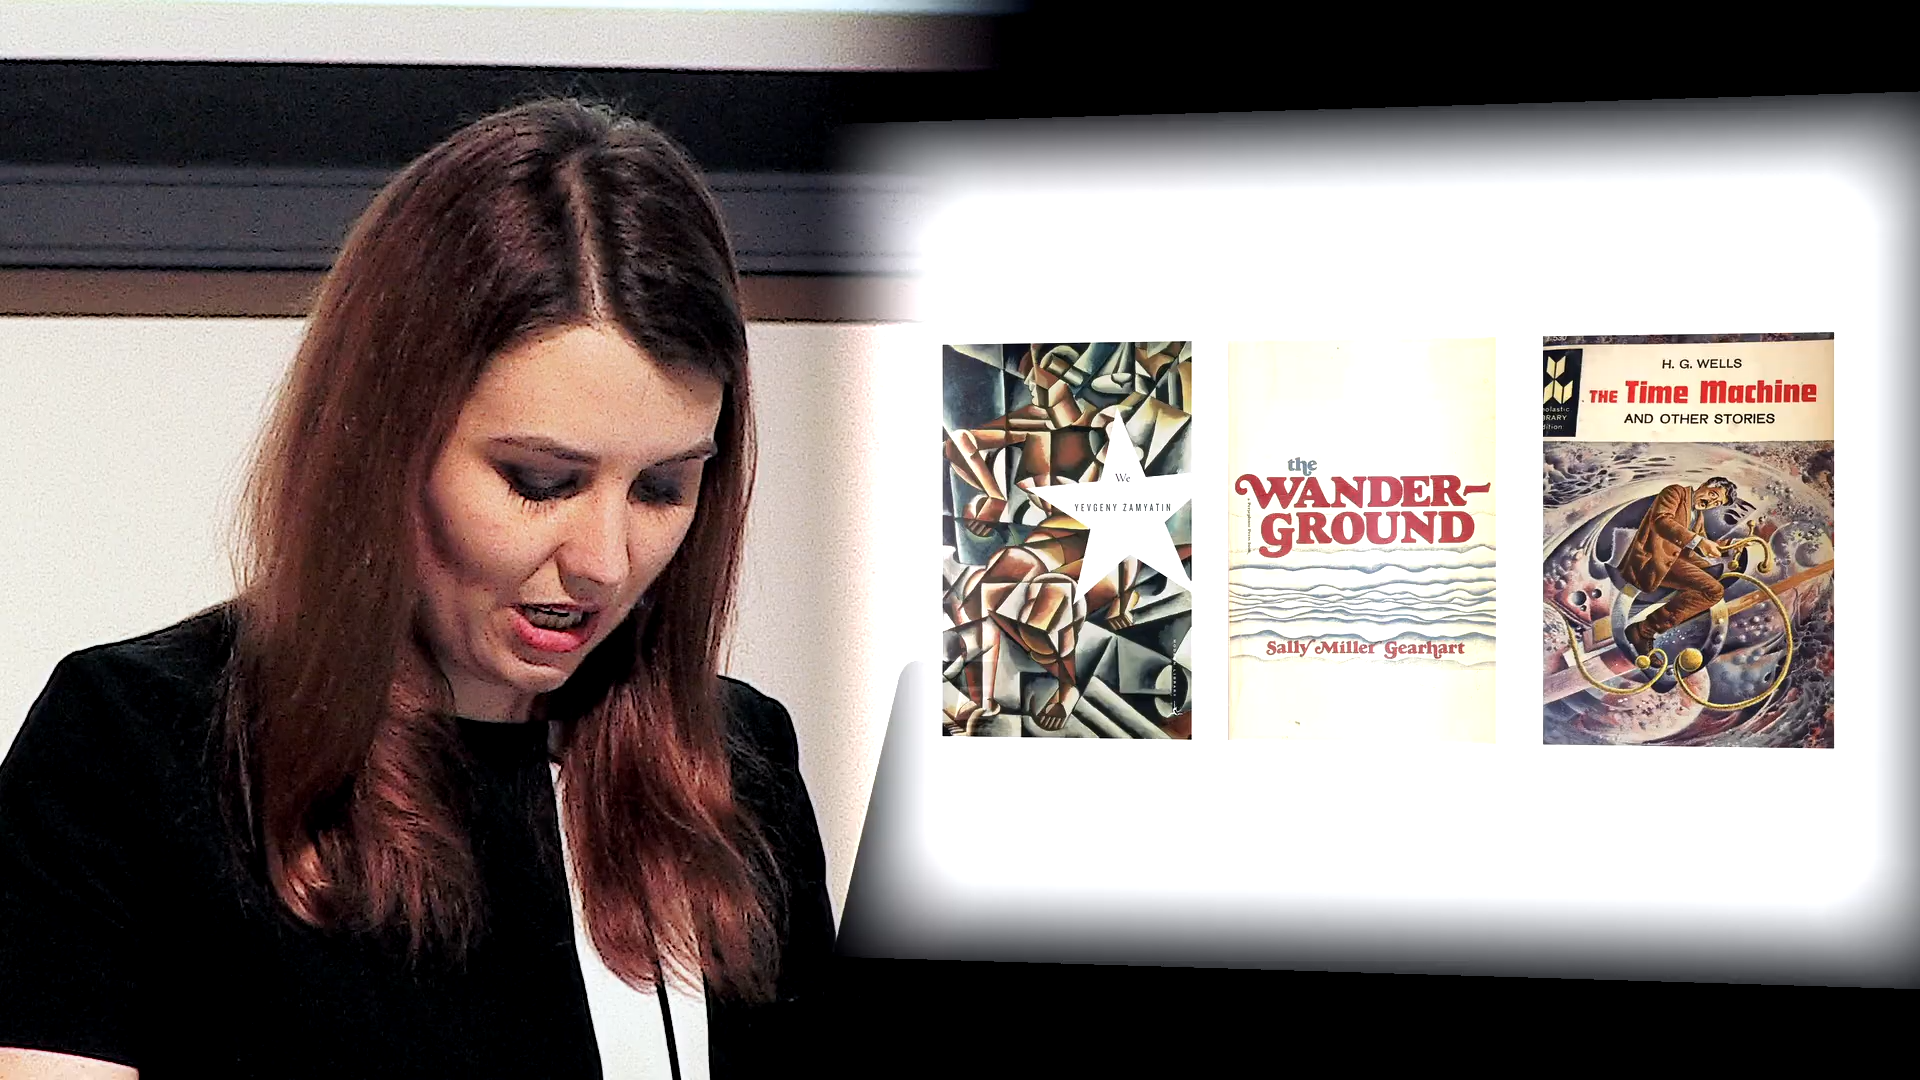 We
YEVGENY ZAMYATIN
the
WANDER-
GROUND
Sally Miller Gearhart
H. G. WELLS
THE Time Machine
AND OTHER STORIES